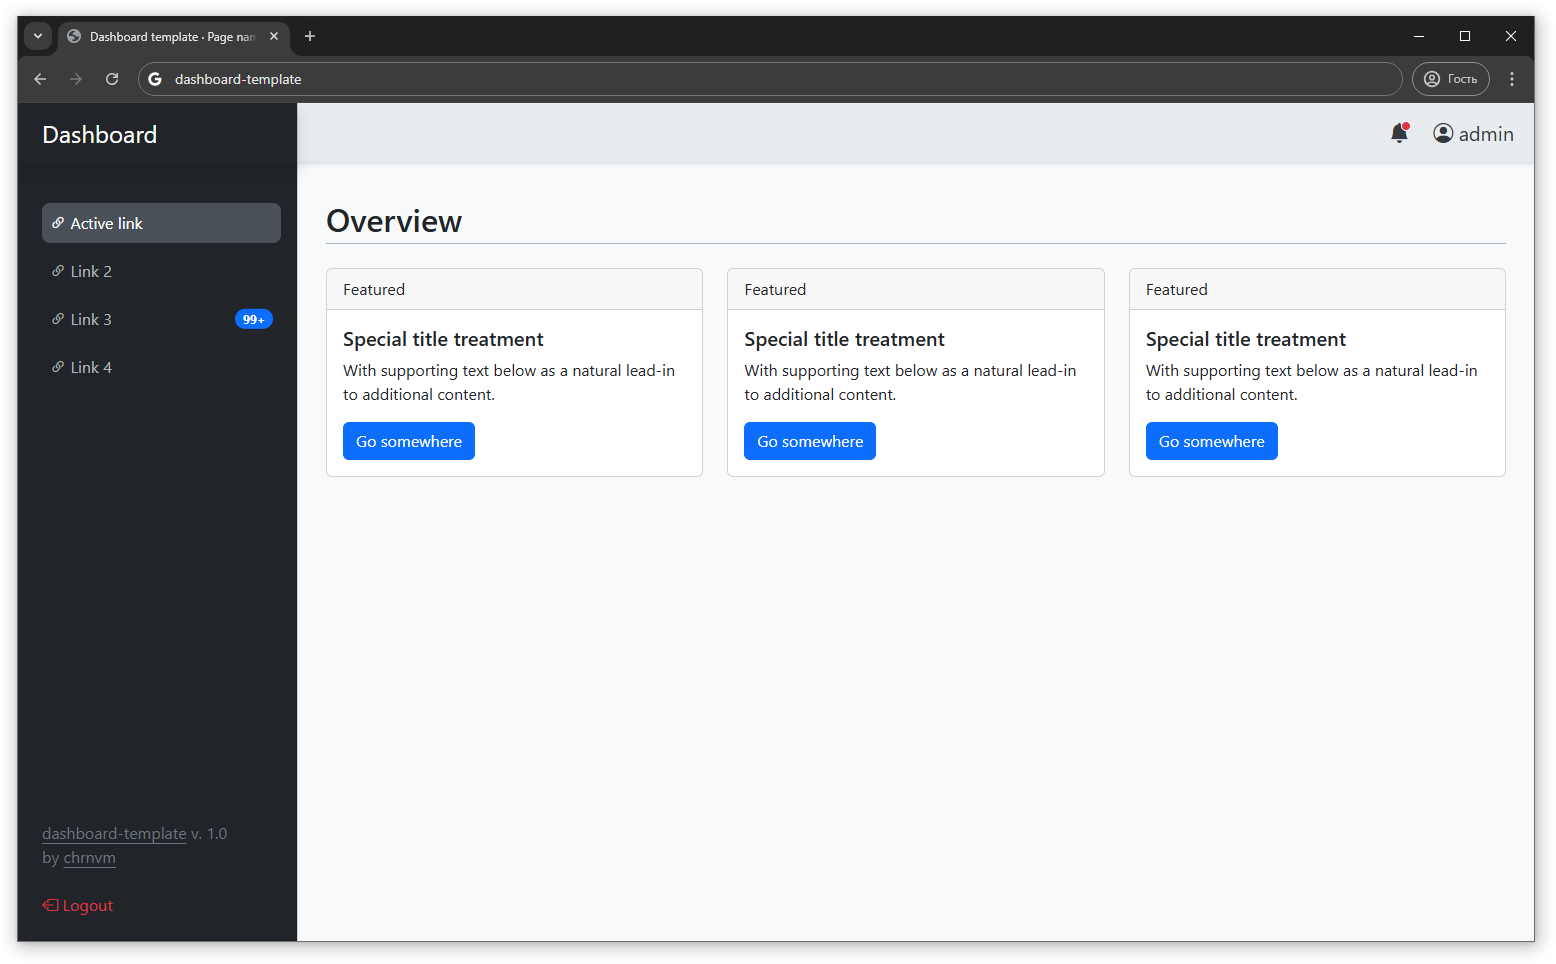 Dashboard template · Page nam
dashboard-template
Гость
Dashboard
admin
Active link
Link 2
Link 3
99+
Link 4
dashboard-template v. 1.0
by chrnvm
Logout
Overview
Featured
Special title treatment
With supporting text below as a natural lead-in
to additional content.
Go somewhere
Featured
Special title treatment
With supporting text below as a natural lead-in
to additional content.
Go somewhere
Featured
Special title treatment
With supporting text below as a natural lead-in
to additional content.
Go somewhere